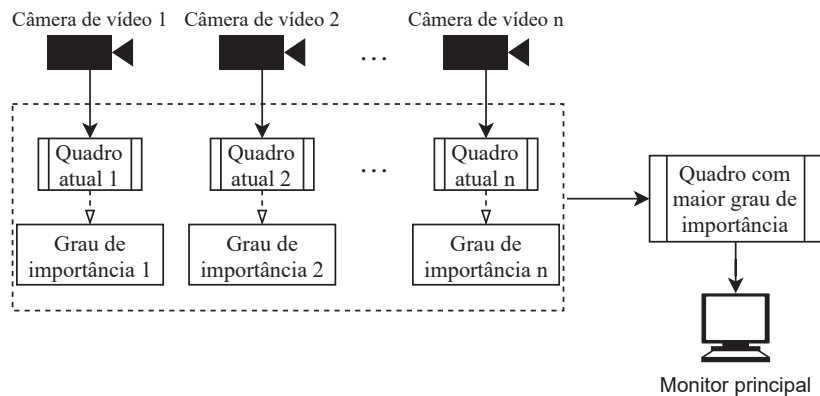 Câmera de vídeo 1
Câmera de vídeo 2
...
Câmera de vídeo n
Quadro
atual 1
Quadro
atual 2
...
Quadro
atual n
Grau de
importância 1
Grau de
importância 2
Grau de
importância n
Quadro com
maior grau de
importância
Monitor principal